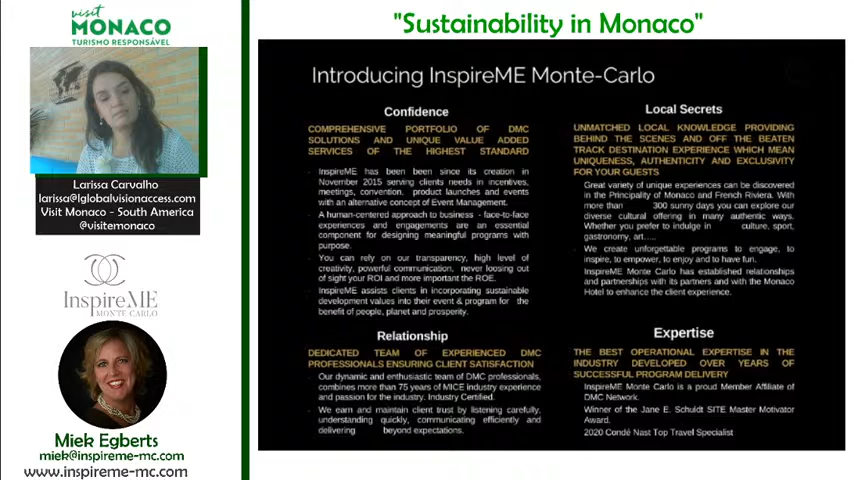 visit
MONACO
TURISMO RESPONSÁVEL
"Sustainability in Monaco"
Larissa Carvalho
larissa@lglobalvisionaccess.com
Visit Monaco - South America
@visitemonaco
InspireME
MONTE CARLO
Miek Egberts
miek@inspireme-mc.com
www.inspireme-mc.com
Introducing InspireME Monte-Carlo
Confidence
COMPREHENSIVE PORTFOLIO OF DMC
SOLUTIONS AND UNIQUE VALUE ADDED
SERVICES OF THE HIGHEST STANDARD
InspireME has been been since its creation in
November 2015 serving clients needs in incentives,
meetings, convention, product launches and events
with an alternative concept of Event Management.
A human-centered approach to business - face-to-face
experiences and engagements are an essential
component for designing meaningful programs with
purpose.
You can rely on our transparency, high level of
creativity, powerful communication, never loosing out
of sight your ROI and more important the ROE.
InspireME assists clients in incorporating sustainable
development values into their event & program for the
benefit of people, planet and prosperity.
Local Secrets
UNMATCHED LOCAL KNOWLEDGE PROVIDING
BEHIND THE SCENES AND OFF THE BEATEN
TRACK DESTINATION EXPERIENCE WHICH MEAN
UNIQUENESS, AUTHENTICITY AND EXCLUSIVITY
FOR YOUR GUESTS
Great variety of unique experiences can be discovered
in the Principality of Monaco and French Riviera. With
more than 300 sunny days you can explore our
diverse cultural offering in many authentic ways.
Whether you prefer to indulge in culture, sport,
gastronomy, art.....
We create unforgettable programs to engage, to
inspire, to empower, to enjoy and to have fun.
InspireME Monte Carlo has established relationships
and partnerships with its partners and with the Monaco
Hotel to enhance the client experience.
Relationship
DEDICATED TEAM OF EXPERIENCED DMC
PROFESSIONALS ENSURING CLIENT SATISFACTION
Our dynamic and enthusiastic team of DMC professionals,
combines more than 75 years of MICE industry experience
and passion for the industry. Industry Certified.
We earn and maintain client trust by listening carefully,
understanding quickly, communicating efficiently and
delivering beyond expectations.
Expertise
THE BEST OPERATIONAL EXPERTISE IN THE
INDUSTRY DEVELOPED OVER YEARS OF
SUCCESSFUL PROGRAM DELIVERY
InspireME Monte Carlo is a proud Member Affiliate of
DMC Network.
Winner of the Jane E. Schuldt SITE Master Motivator
Award.
2020 Condé Nast Top Travel Specialist